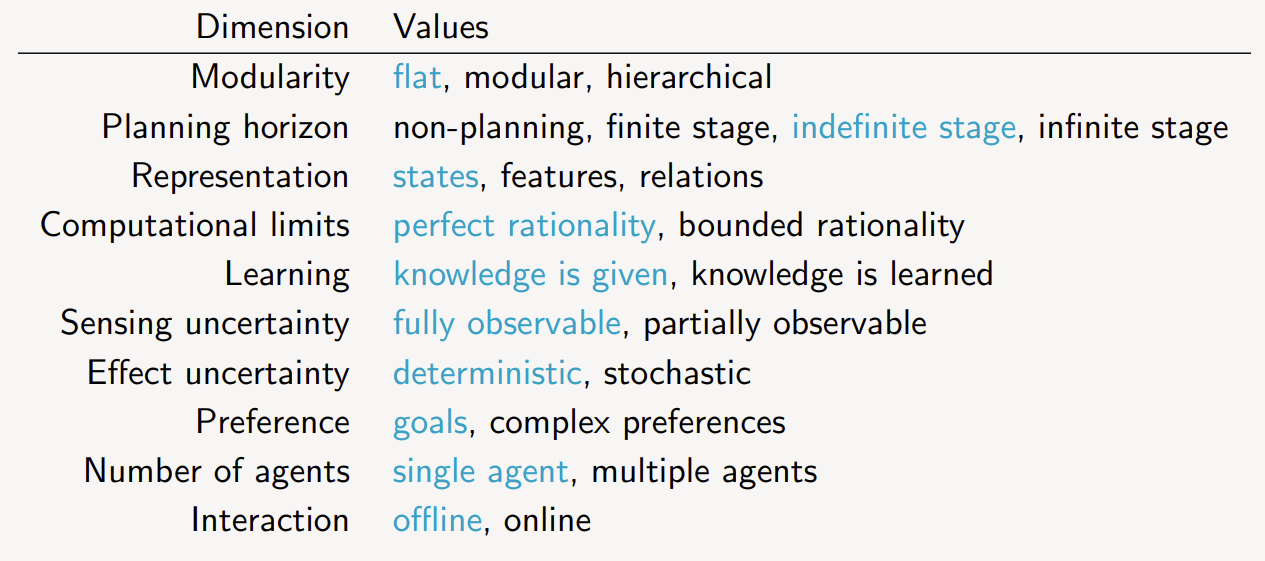 Dimension Values
Modularity flat, modular, hierarchical
Planning horizon non-planning, finite stage, indefinite stage, infinite stage
Representation states, features, relations
Computational limits perfect rationality, bounded rationality
Learning knowledge is given, knowledge is learned
Sensing uncertainty fully observable, partially observable
Effect uncertainty deterministic, stochastic
Preference goals, complex preferences
Number of agents single agent, multiple agents
Interaction offline, online